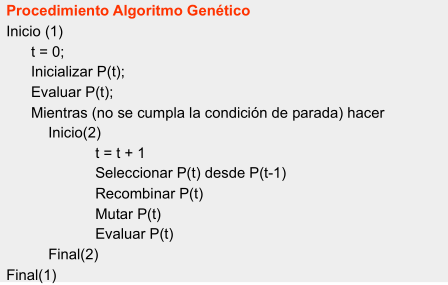 Procedimiento Algoritmo Genético
Inicio (1)
t = 0;
Inicializar P(t);
Evaluar P(t);
Mientras (no se cumpla la condición de parada) hacer
Inicio(2)
t = t + 1
Seleccionar P(t) desde P(t-1)
Recombinar P(t)
Mutar P(t)
Evaluar P(t)
Final(2)
Final(1)